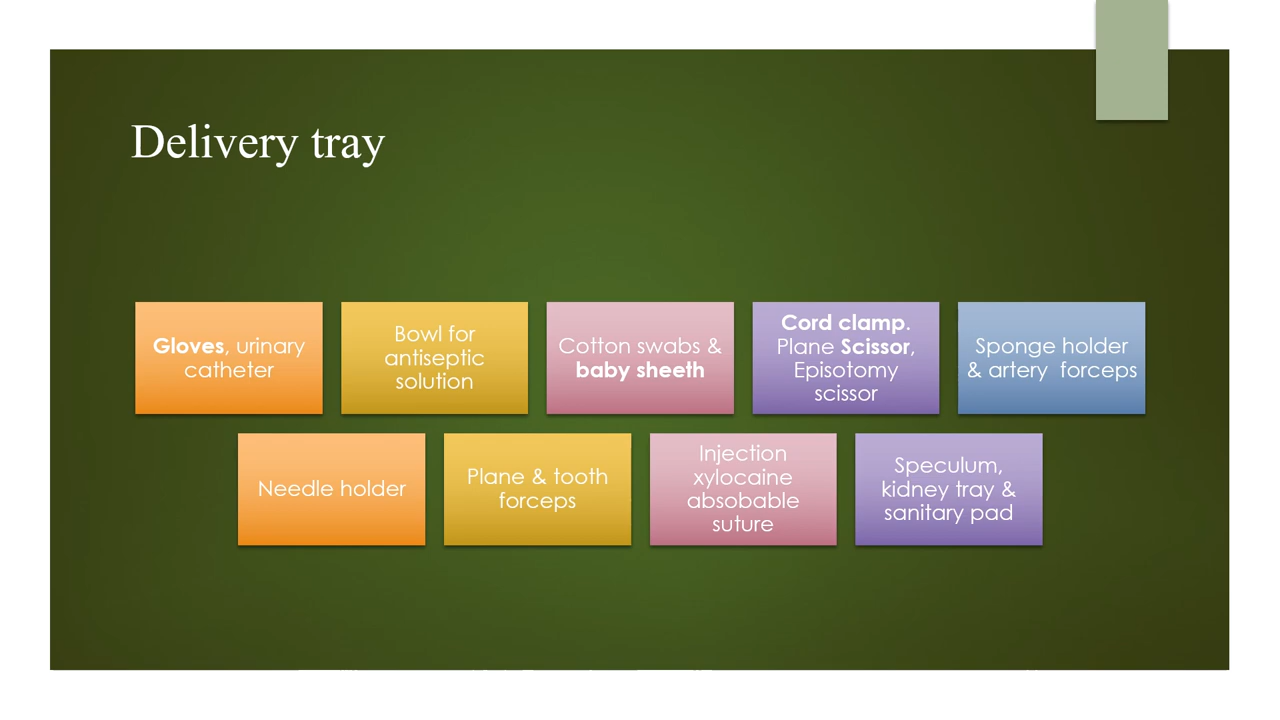 Delivery tray
Gloves, urinary
catheter
Bowl for
antiseptic
solution
Cotton swabs &
baby sheeth
Cord clamp.
Plane Scissor,
Episotomy
scissor
Sponge holder
& artery  forceps
Needle holder
Plane & tooth
forceps
Injection
xylocaine
absobable
suture
Speculum,
kidney tray &
sanitary pad